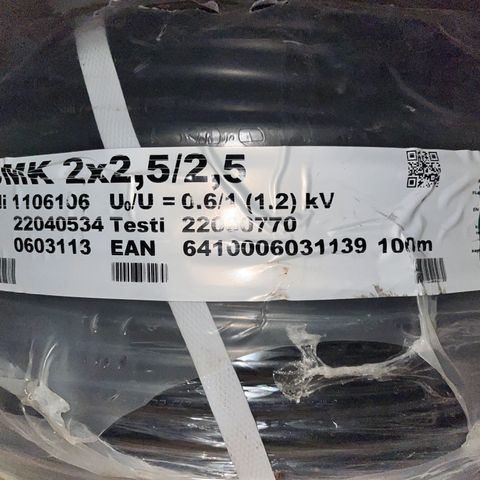 MK 2x2,5/2,5
1106106 U₀/U = 0.6/1 (1.2) kV
22040534 Testi
0603113 EAN 6410006031139 100m